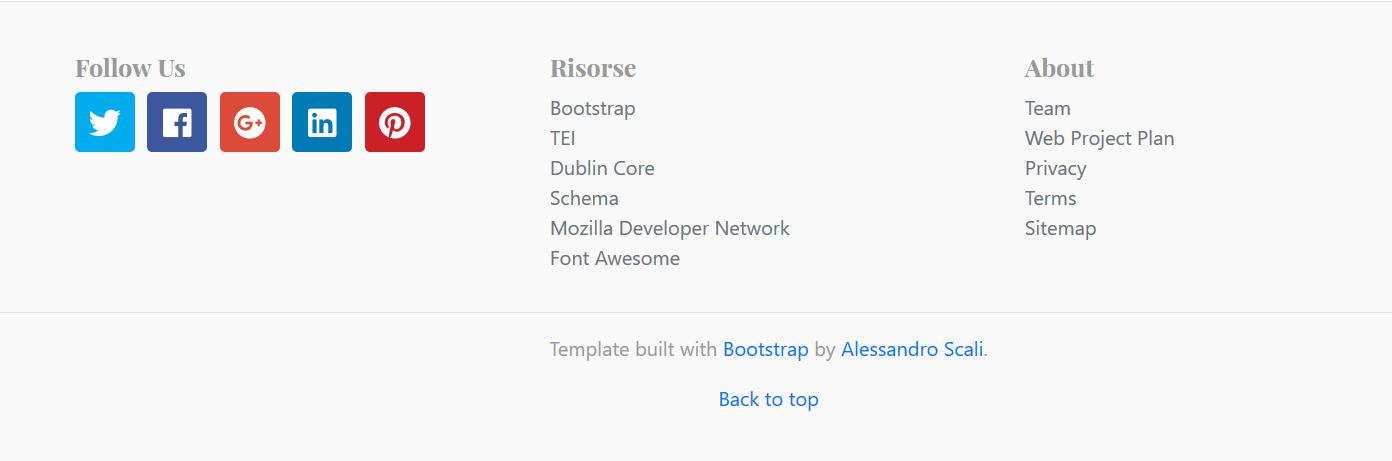 Follow Us
Risorse
Bootstrap
TEI
Dublin Core
Schema
Mozilla Developer Network
Font Awesome
About
Team
Web Project Plan
Privacy
Terms
Sitemap
Template built with Bootstrap by Alessandro Scali.
Back to top